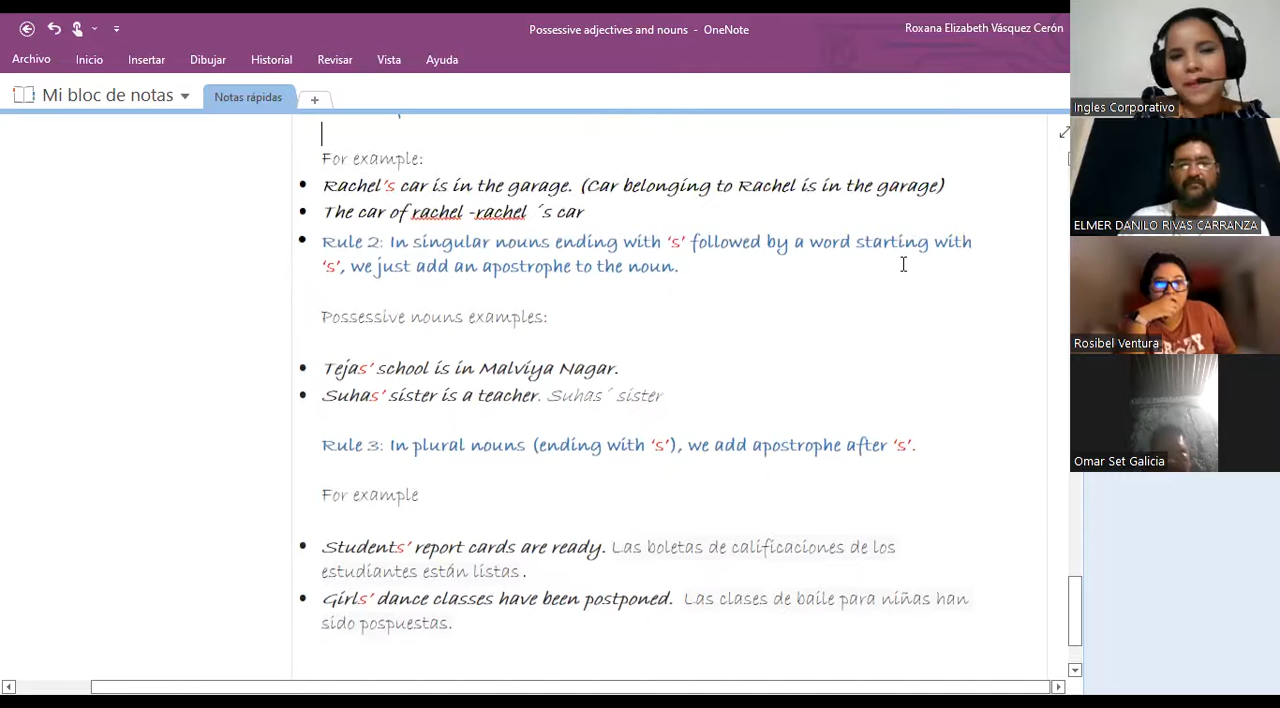 Possessive adjectives and nouns - OneNote
Roxana Elizabeth Vásquez Cerón
Archivo Inicio Insertar Dibujar Historial Revisar Vista Ayuda
Mi bloc de notas
Notas rápidas
For example:
Rachel's car is in the garage. (Car belonging to Rachel is in the garage)
The car of rachel -rachel ´s car
Rule 2: In singular nouns ending with ‘s’ followed by a word starting with
‘s’, we just add an apostrophe to the noun.
Possessive nouns examples:
Tejas’ school is in Malviya Nagar.
Suhas’ sister is a teacher. Suhas´ sister
Rule 3: In plural nouns (ending with ‘s’), we add apostrophe after ‘s’.
For example
Students’ report cards are ready. Las boletas de calificaciones de los
estudiantes están listas .
Girls’ dance classes have been postponed. Las clases de baile para niñas han
sido pospuestas.
Ingles Corporativo
ELMER DANILO RIVAS CARRANZA
Rosibel Ventura
Omar Set Galicia